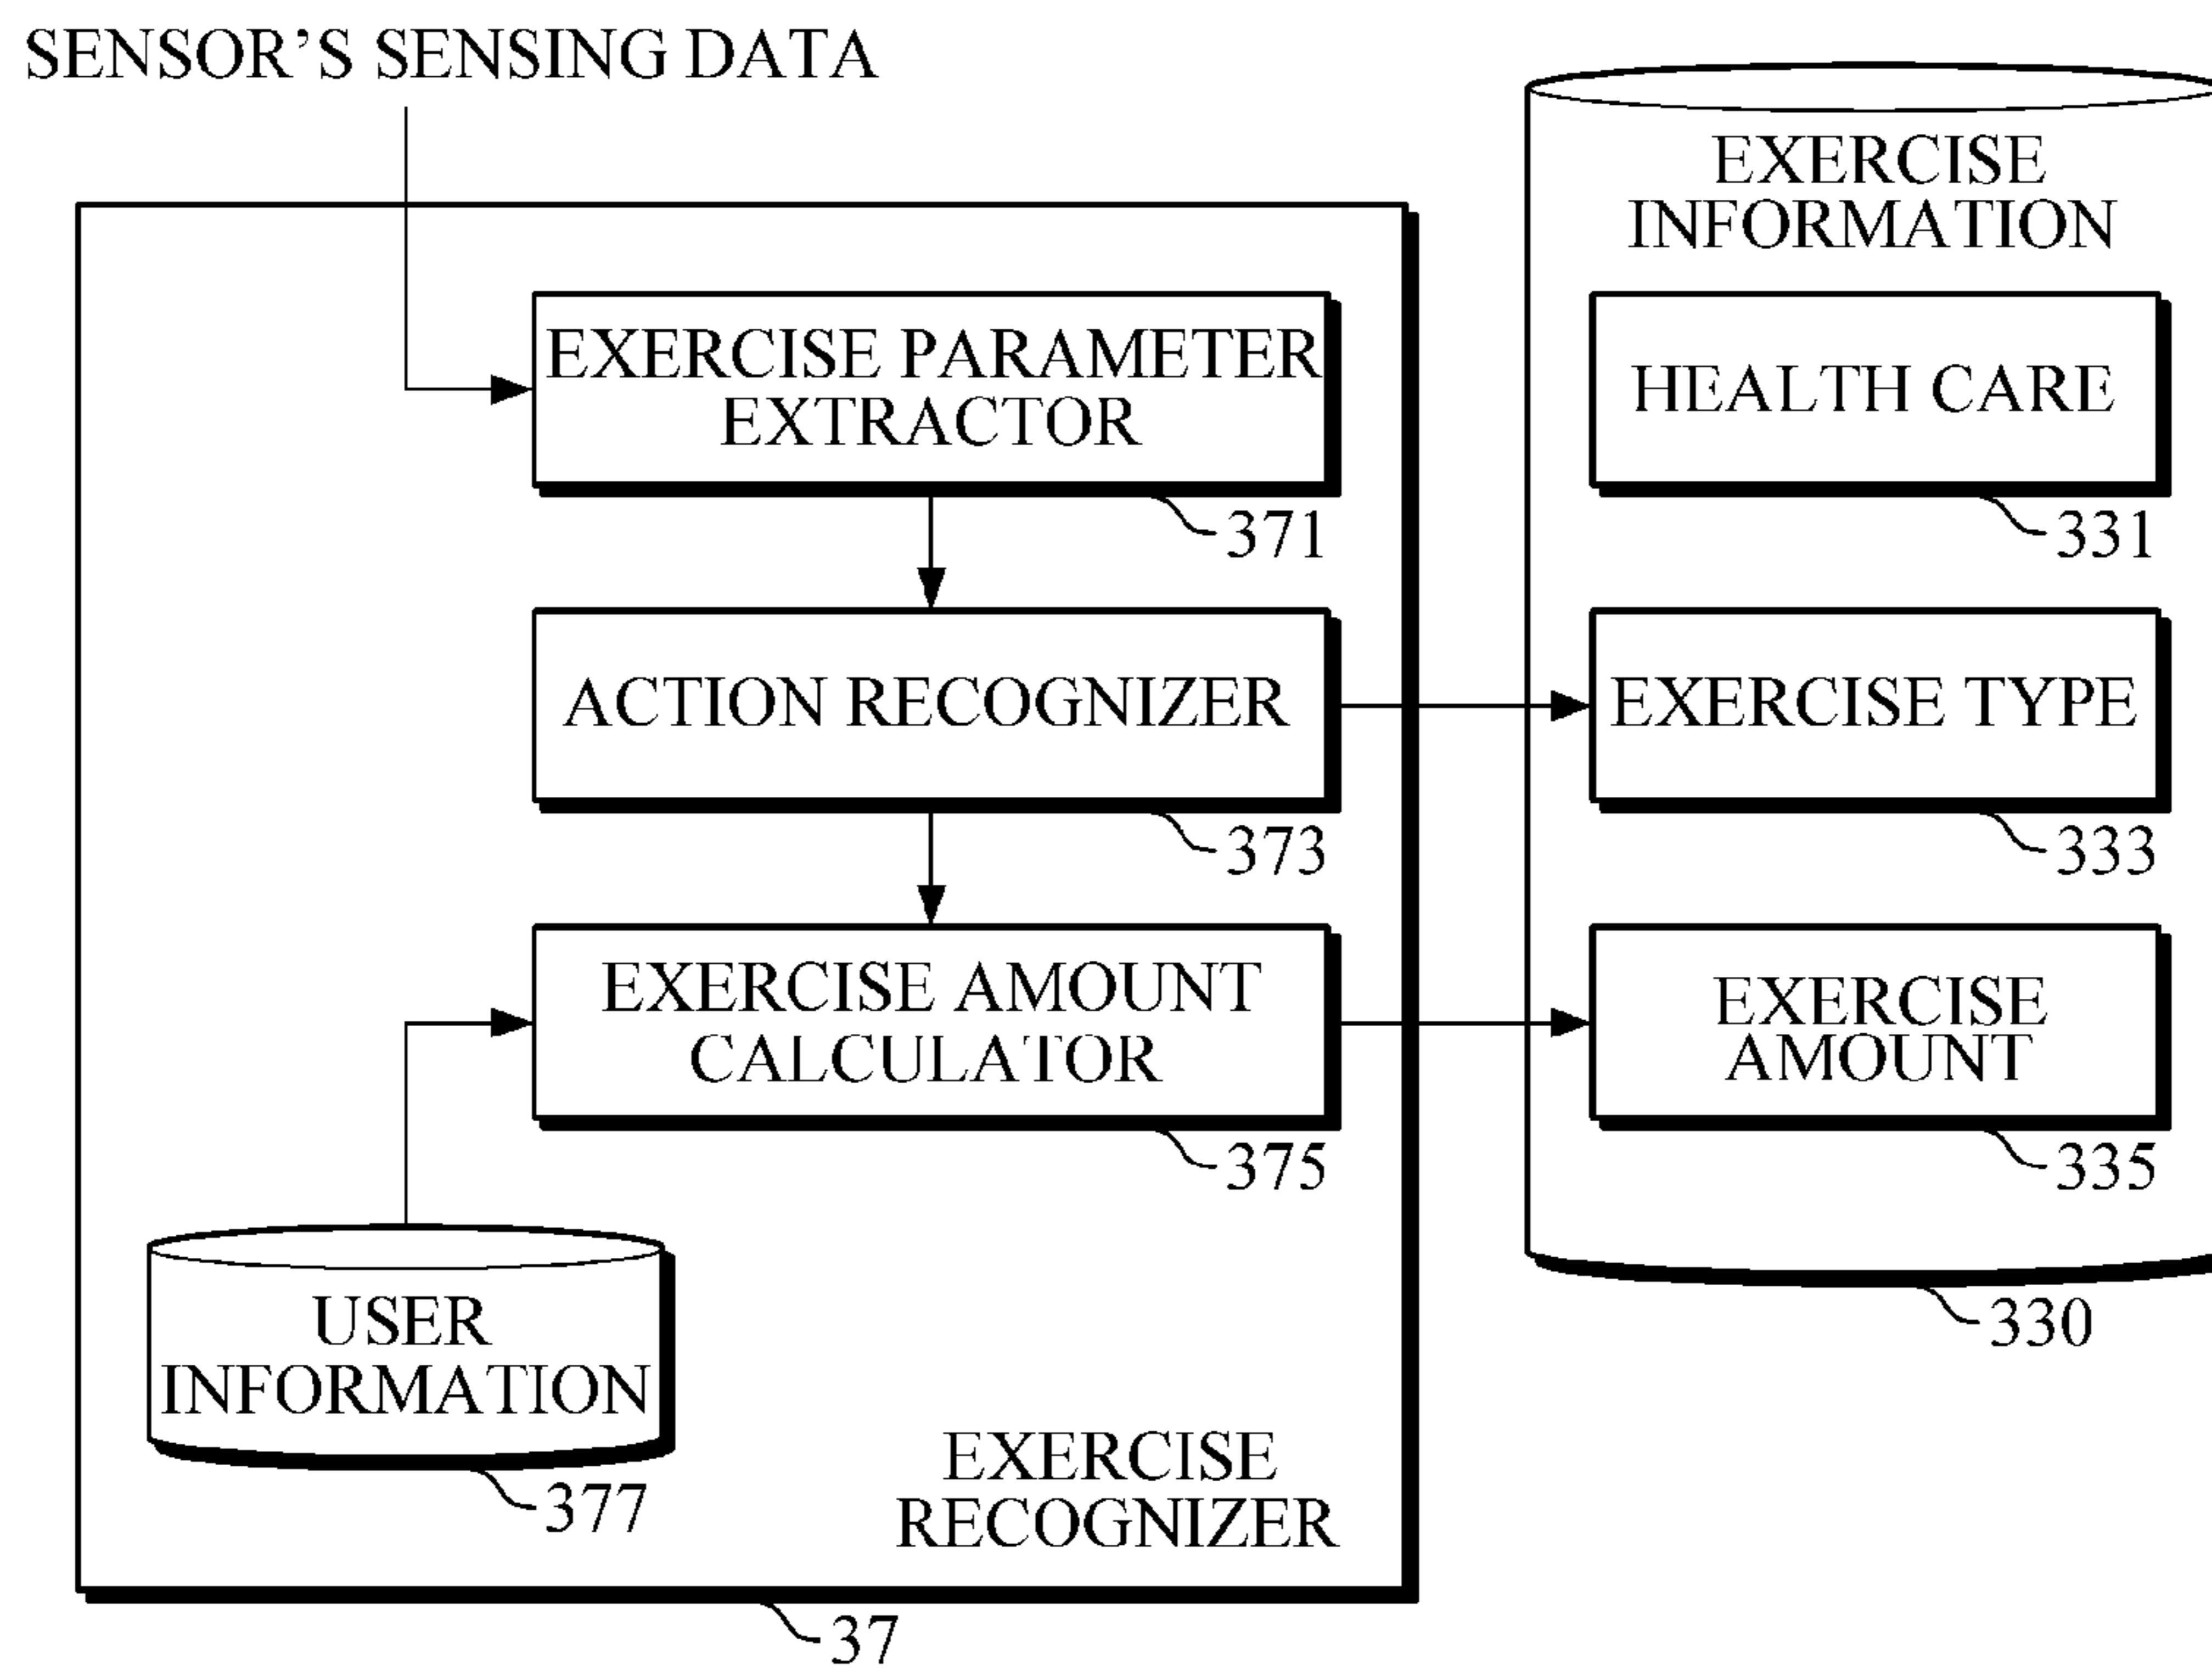 SENSOR’S SENSING DATA
EXERCISE PARAMETER
EXTRACTOR
371
ACTION RECOGNIZER
373
EXERCISE AMOUNT
CALCULATOR
375
USER
INFORMATION
377
EXERCISE
RECOGNIZER
37
EXERCISE
INFORMATION
HEALTH CARE
331
EXERCISE TYPE
333
EXERCISE
AMOUNT
335
330